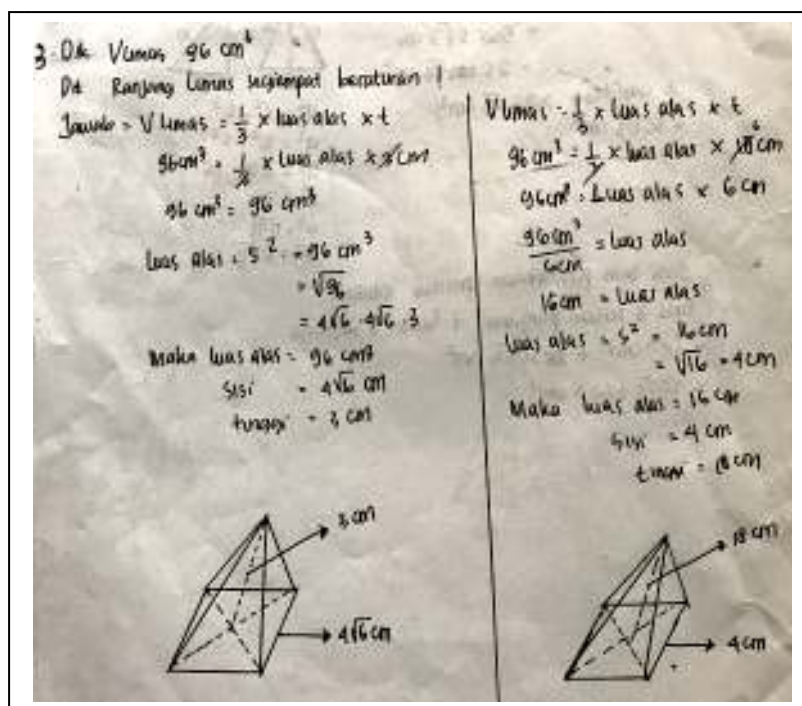 3. Dik V Limas 96 cm³
Dit Rancang Limas segiempat beraturan !
Jawab = V Limas = 1/3 x luas alas x t
96 cm³ = 1/3 x Luas alas x 3 cm
96 cm³ = 96 cm³
Luas alas = s² = 96 cm³
= √96
= 4√6 . 4√6 . 3
Maka luas alas = 96 cm³
sisi = 4√6 cm
tinggi = 3 cm
3 cm
4√6 cm
V Limas = 1/3 x Luas alas x t
96 cm³ = 1/3 x luas alas x 18 6 cm
96 cm³ = Luas alas x 6 cm
96 cm³ / 6 cm = Luas alas
16 cm = Luas alas
Luas alas = s² = 16 cm
= √16 = 4 cm
Maka luas alas = 16 cm
sisi = 4 cm
tinggi = 18 cm
18 cm
4 cm